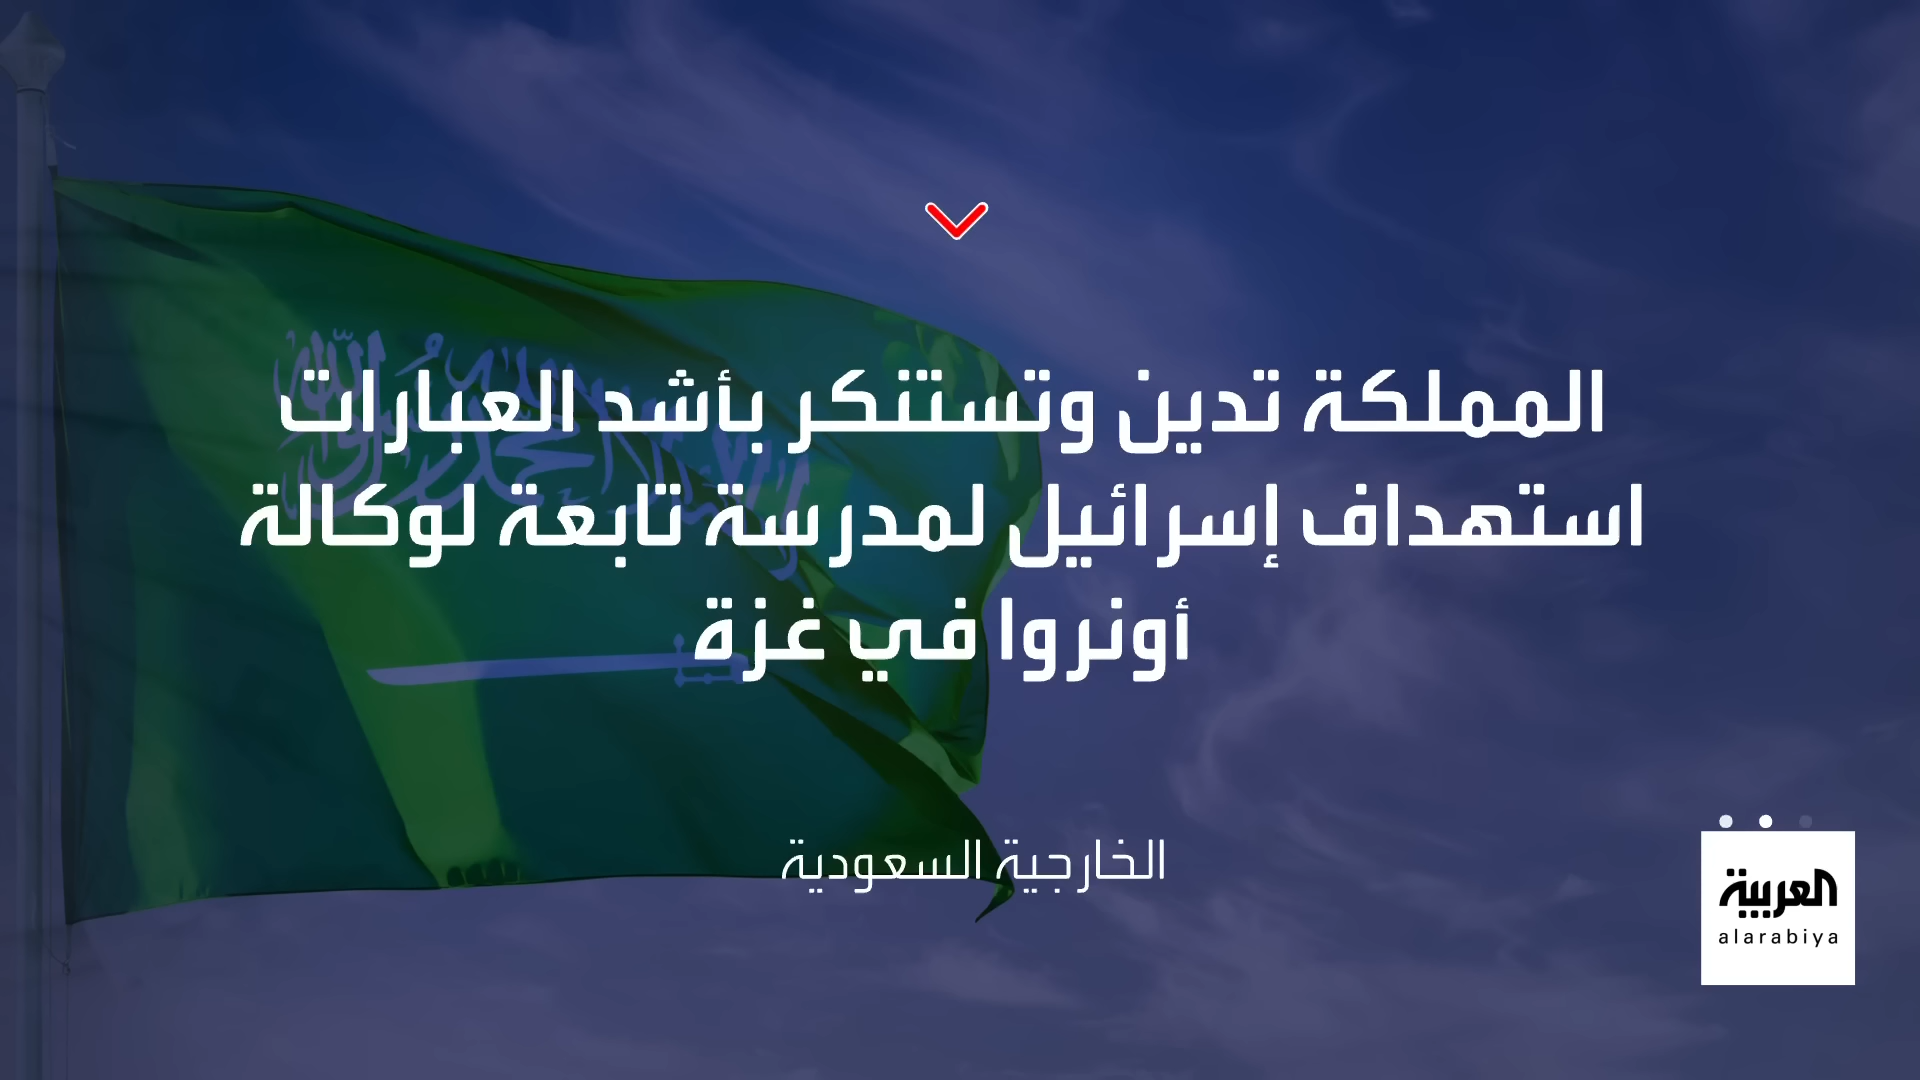 المملكة تدين وتستنكر بأشد العبارات
استهداف إسرائيل لمدرسة تابعة لوكالة
أونروا في غزة
الخارجية السعودية
العربية
alarabiya